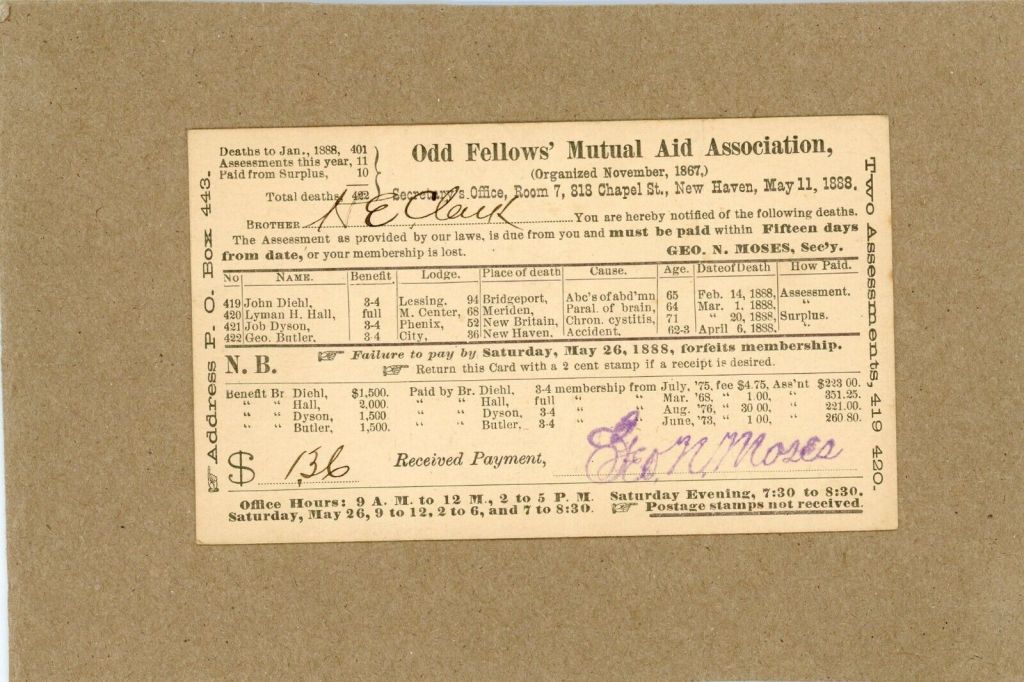 Deaths to Jan., 1888, 401
Assessments this year, 11
Paid from Surplus, 10
Total deaths, 422
Odd Fellows' Mutual Aid Association,
(Organized November, 1867,)
Secretary's Office, Room 7, 818 Chapel St., New Haven, May 11, 1888.
BROTHER H. E. Clark You are hereby notified of the following deaths.
The Assessment as provided by our laws, is due from you and must be paid within Fifteen days
from date, or your membership is lost. GEO. N. MOSES, Sec'y.
No NAME. Benefit Lodge. Place of death Cause. Age. Date of Death How Paid.
419 John Diehl, 3-4 Lessing. 94 Bridgeport, Abc's of abd'mn 65 Feb. 14, 1888, Assessment.
420 Lyman H. Hall, full M. Center, 68 Meriden, Paral. of brain, 64 Mar. 1. 1888, "
421 Job Dyson, 3-4 Phenix, 52 New Britain, Chron. cystitis, 71 " 20, 1888, Surplus.
422 Geo. Butler. 3-4 City, 36 New Haven. Accident. 62-3 April 6, 1888. "
N. B. ☞ Failure to pay by Saturday, May 26, 1888, forfeits membership.
☞ Return this Card with a 2 cent stamp if a receipt is desired.
Benefit Br Diehl, $1,500. Paid by Br. Diehl, 3-4 membership from July, '75, fee $4.75, Ass'nt $223 00.
" " Hall, 2,000. " " Hall, full " " Mar. '68, " 1 00, " 351.25.
" " Dyson, 1,500 " " Dyson, 3-4 " " Aug. '76, " 30 00, " 221.00.
" " Butler, 1,500. " " Butler, 3-4 " " June, '73, " 1 00, " 260 80.
$ 1,36 Received Payment, Geo. N. Moses
Office Hours: 9 A. M. to 12 M., 2 to 5 P. M. Saturday Evening, 7:30 to 8:30.
Saturday, May 26, 9 to 12, 2 to 6, and 7 to 8:30. ☞ Postage stamps not received.
☞ Address P. O. Box 443.
Two Assessments, 419 420.